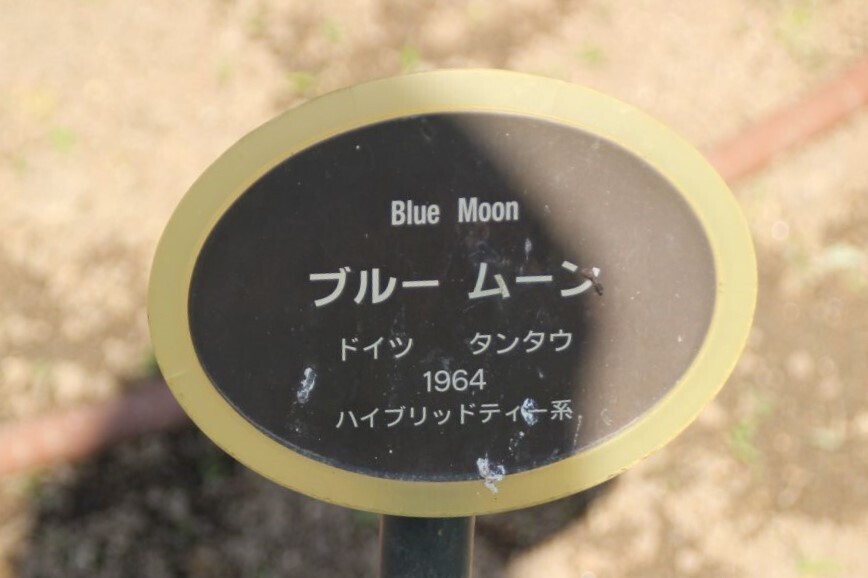 Blue Moon
ブルー ムーン
ドイツ タンタウ
1964
ハイブリッドティー系